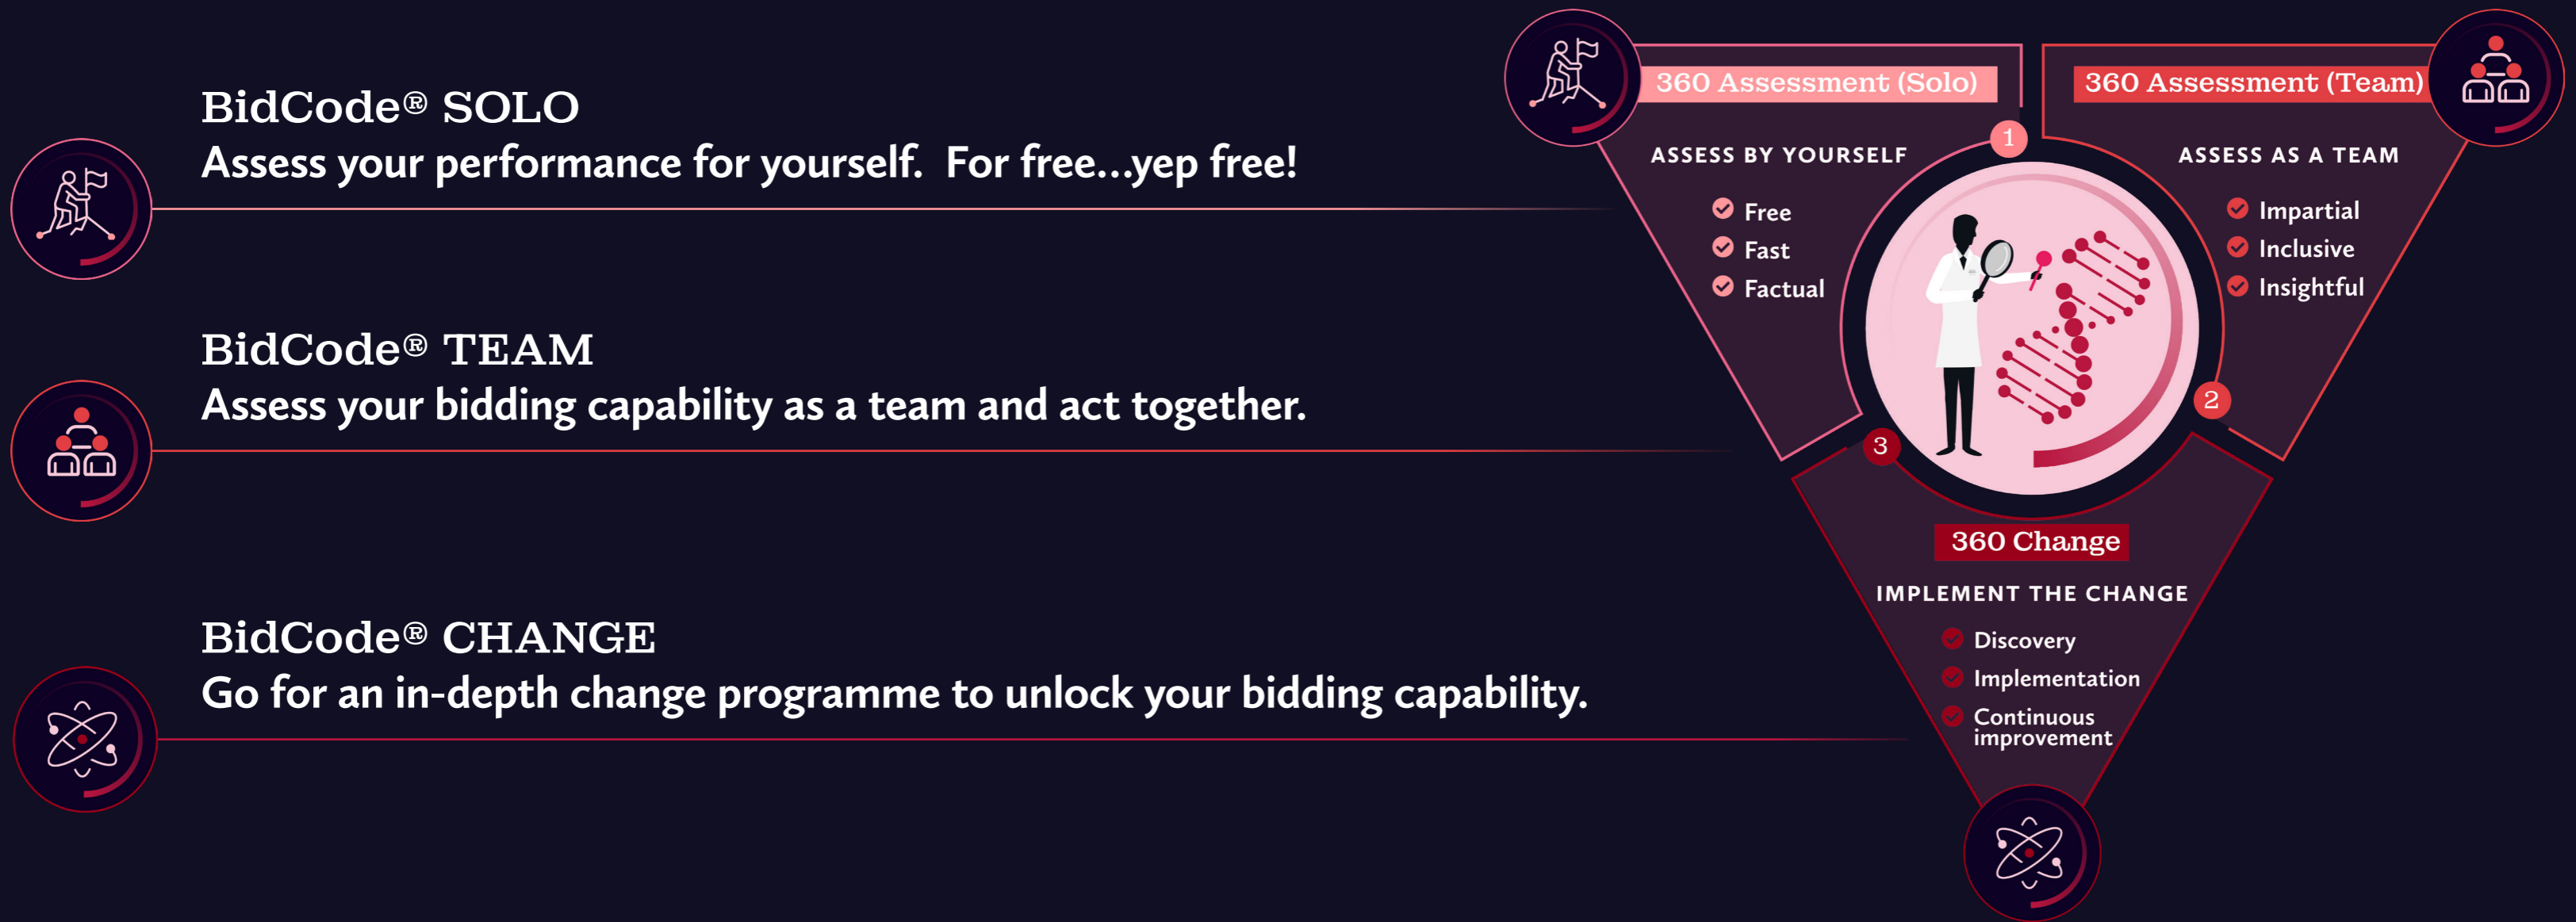 BidCode® SOLO
Assess your performance for yourself.  For free...yep free!
BidCode® TEAM
Assess your bidding capability as a team and act together.
BidCode® CHANGE
Go for an in-depth change programme to unlock your bidding capability.
360 Assessment (Solo)
1
ASSESS BY YOURSELF
Free
Fast
Factual
360 Assessment (Team)
ASSESS AS A TEAM
Impartial
Inclusive
Insightful
2
3
360 Change
IMPLEMENT THE CHANGE
Discovery
Implementation
Continuous
improvement